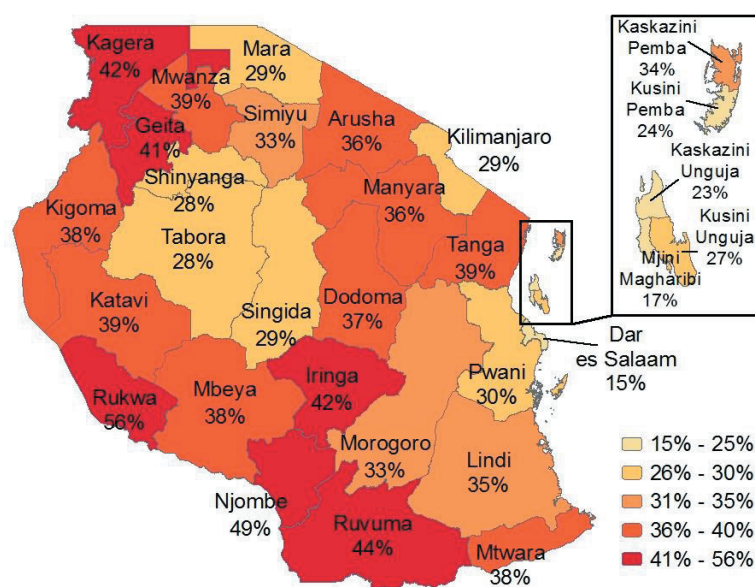 Kagera
42%
Mara
29%
Mwanza
39%
Geita
41%
Simiyu
33%
Arusha
36%
Kilimanjaro
29%
Shinyanga
28%
Kigoma
38%
Tabora
28%
Manyara
36%
Tanga
39%
Katavi
39%
Singida
29%
Dodoma
37%
Rukwa
56%
Mbeya
38%
Iringa
42%
Pwani
30%
Dar
es Salaam
15%
Morogoro
33%
Lindi
35%
Njombe
49%
Ruvuma
44%
Mtwara
38%
Kaskazini
Pemba
34%
Kusini
Pemba
24%
Kaskazini
Unguja
23%
Kusini
Unguja
27%
Mjini
Magharibi
17%
15% - 25%
26% - 30%
31% - 35%
36% - 40%
41% - 56%